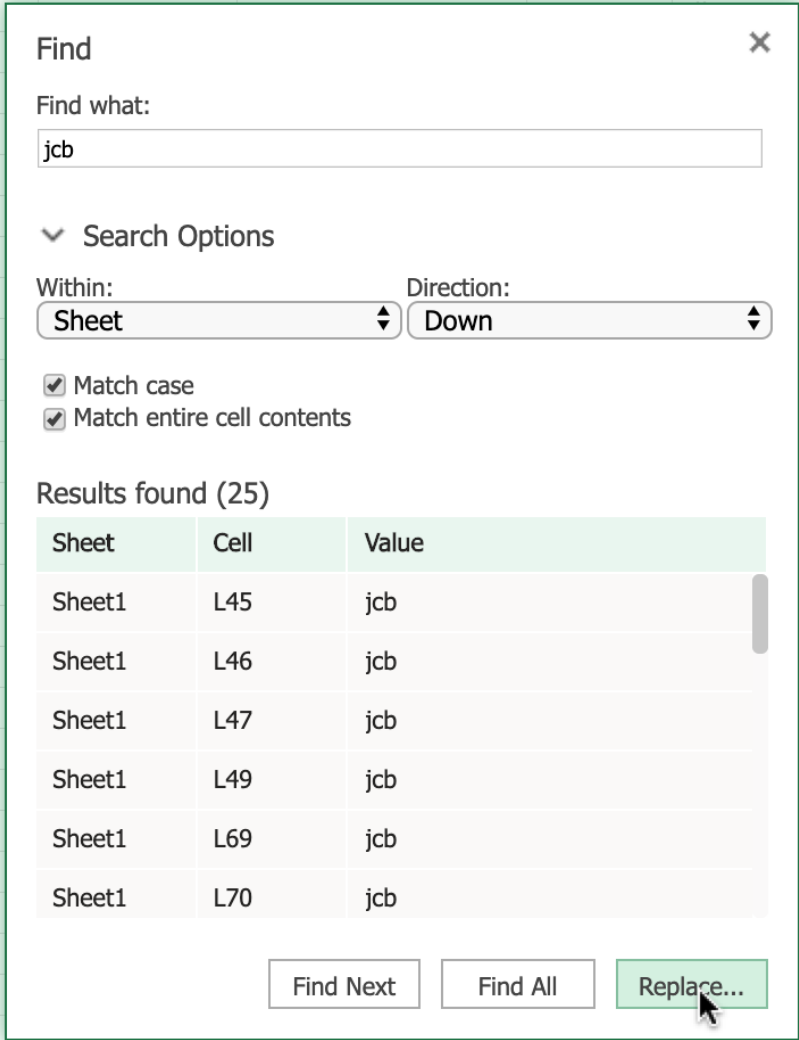 Find
Find what:
jcb
Search Options
Within: Direction:
Sheet Down
Match case
Match entire cell contents
Results found (25)
Sheet Cell Value
Sheet1 L45 jcb
Sheet1 L46 jcb
Sheet1 L47 jcb
Sheet1 L49 jcb
Sheet1 L69 jcb
Sheet1 L70 jcb
Find Next Find All Replace...